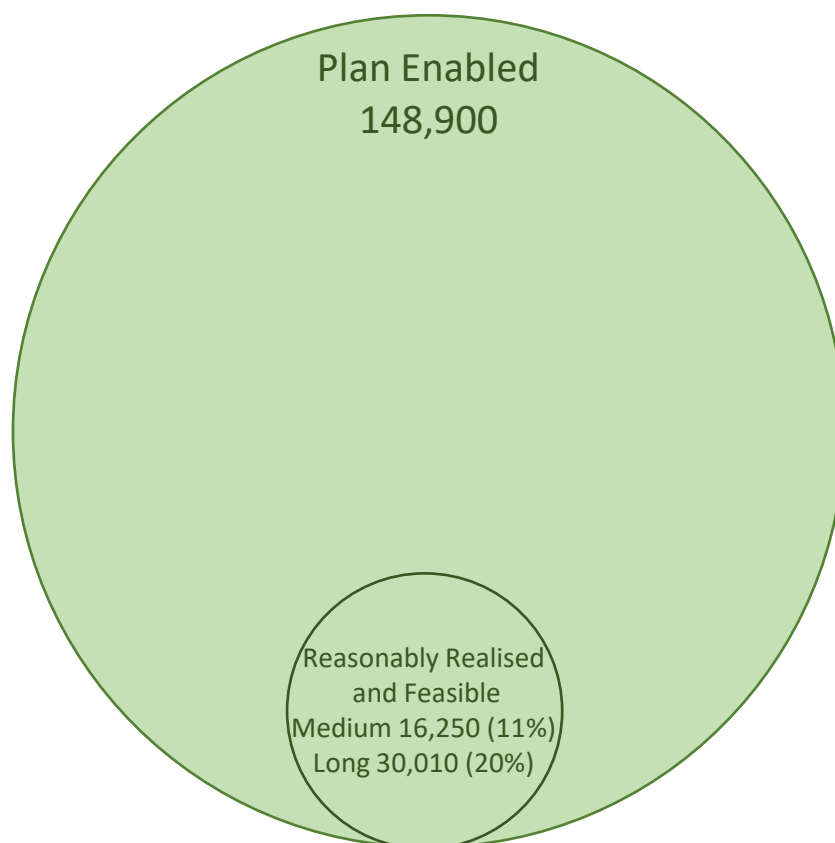 Plan Enabled
148,900
Reasonably Realised
and Feasible
Medium 16,250 (11%)
Long 30,010 (20%)